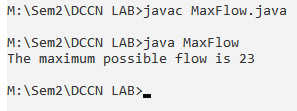 M:\Sem2\DCCN LAB>javac MaxFlow.java
M:\Sem2\DCCN LAB>java MaxFlow
The maximum possible flow is 23
M:\Sem2\DCCN LAB>